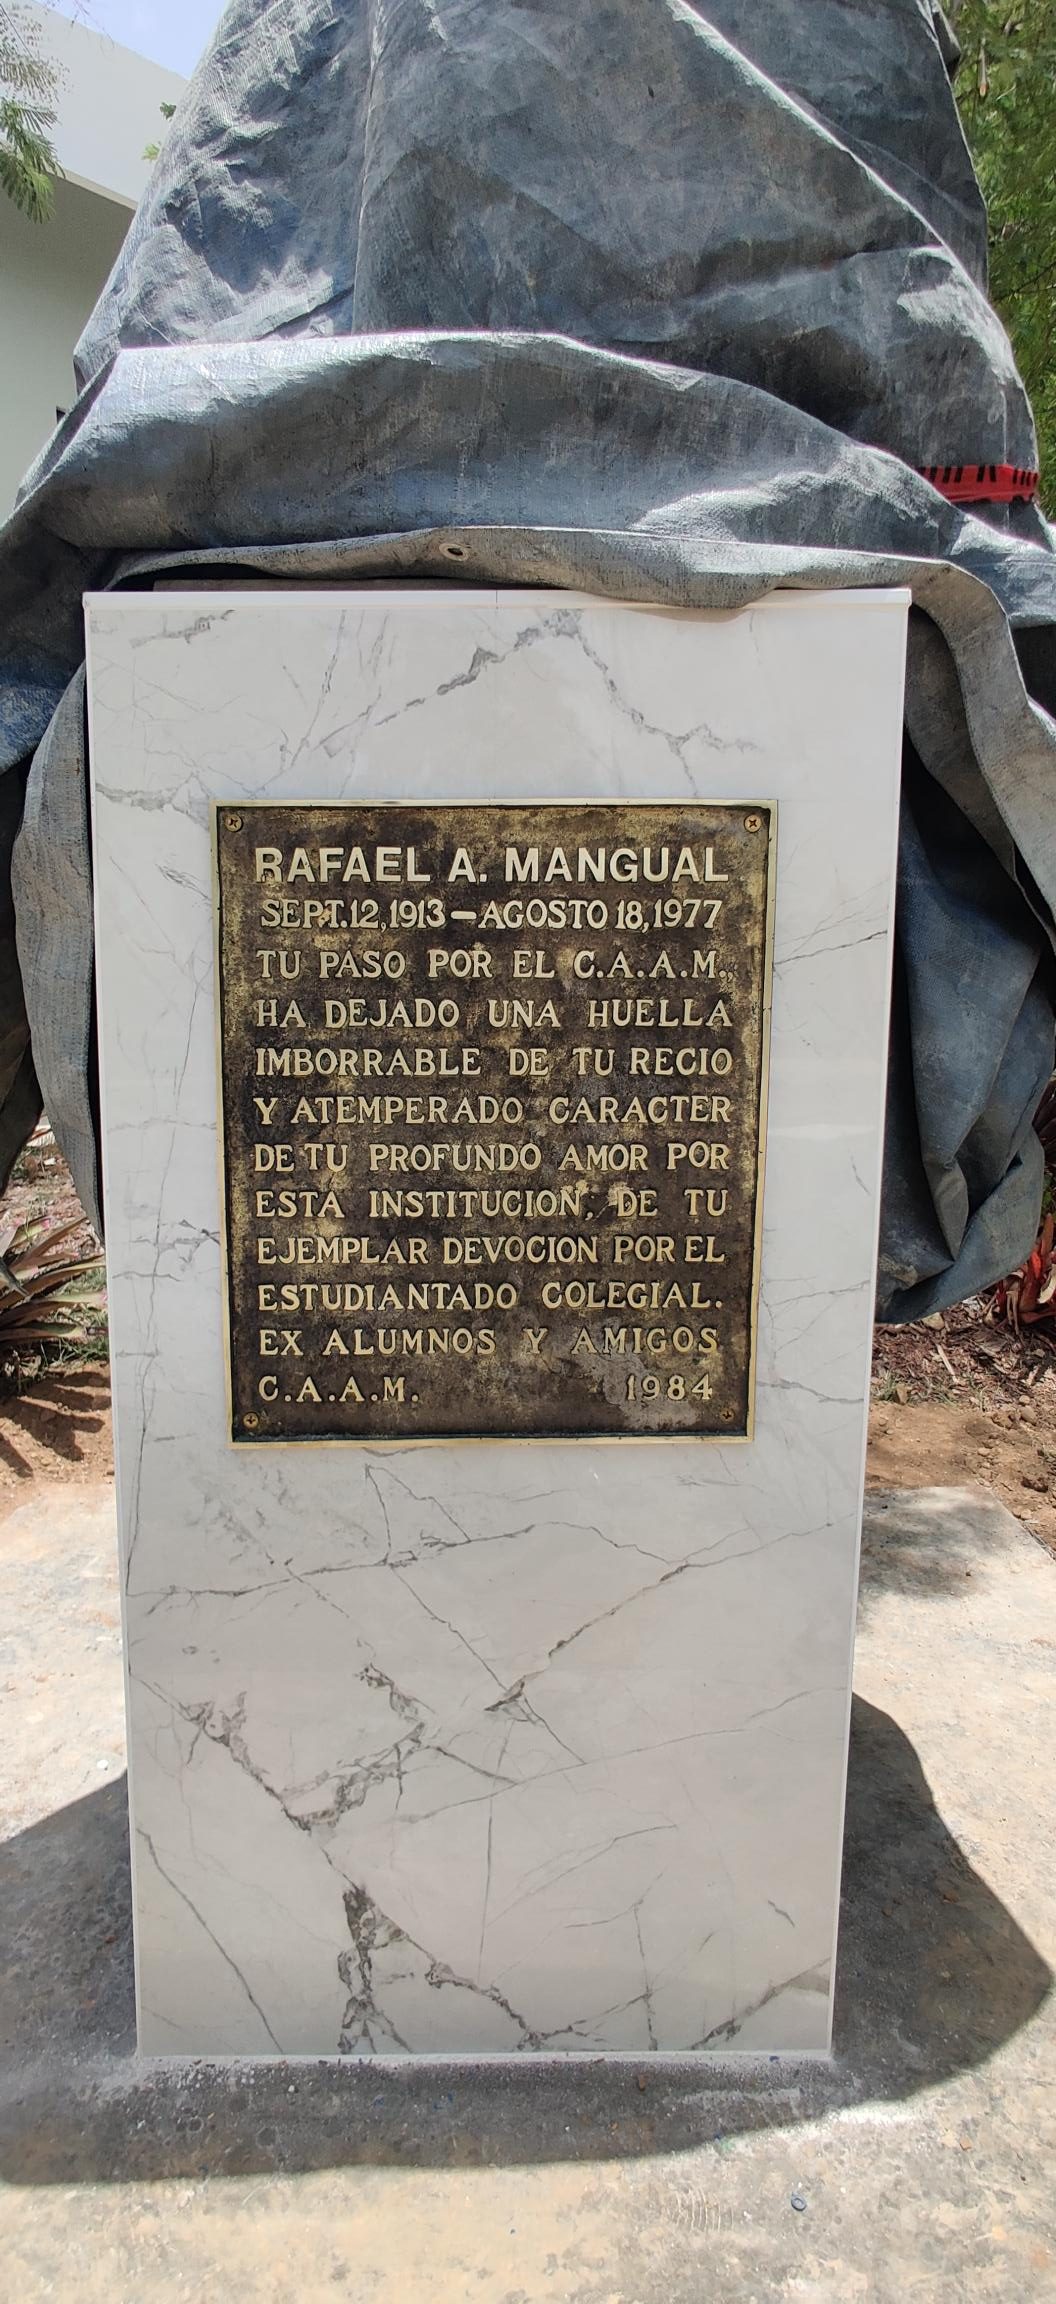 RAFAEL A. MANGUAL
SEPT.12,1913-AGOSTO 18,1977
TU PASO POR EL C.A.A.M.,
HA DEJADO UNA HUELLA
IMBORRABLE DE TU RECIO
Y ATEMPERADO CARACTER
DE TU PROFUNDO AMOR POR
ESTA INSTITUCION, DE TU
EJEMPLAR DEVOCION POR EL
ESTUDIANTADO COLEGIAL.
EX ALUMNOS Y AMIGOS
C.A.A.M. 1984